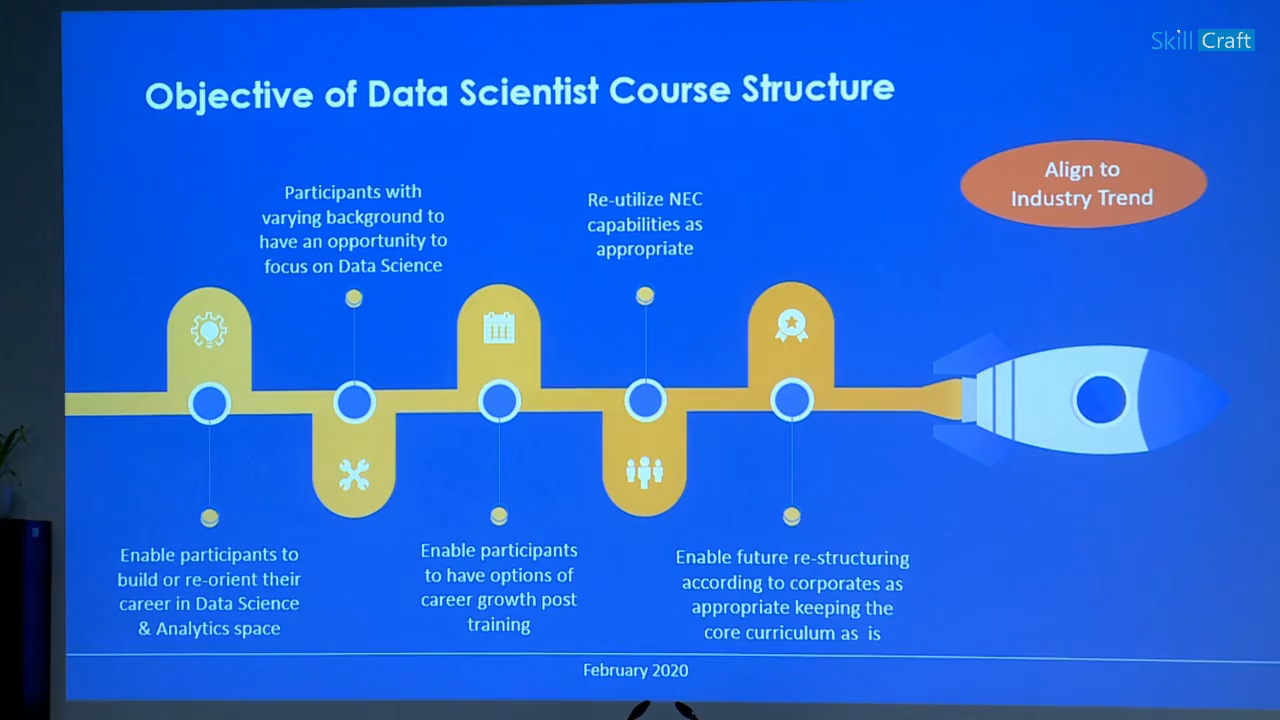 Skill Craft
Objective of Data Scientist Course Structure
Align to
Industry Trend
Participants with
varying background to
have an opportunity to
focus on Data Science
Re-utilize NEC
capabilities as
appropriate
Enable participants to
build or re-orient their
career in Data Science
& Analytics space
Enable participants
to have options of
career growth post
training
Enable future re-structuring
according to corporates as
appropriate keeping the
core curriculum as is
February 2020